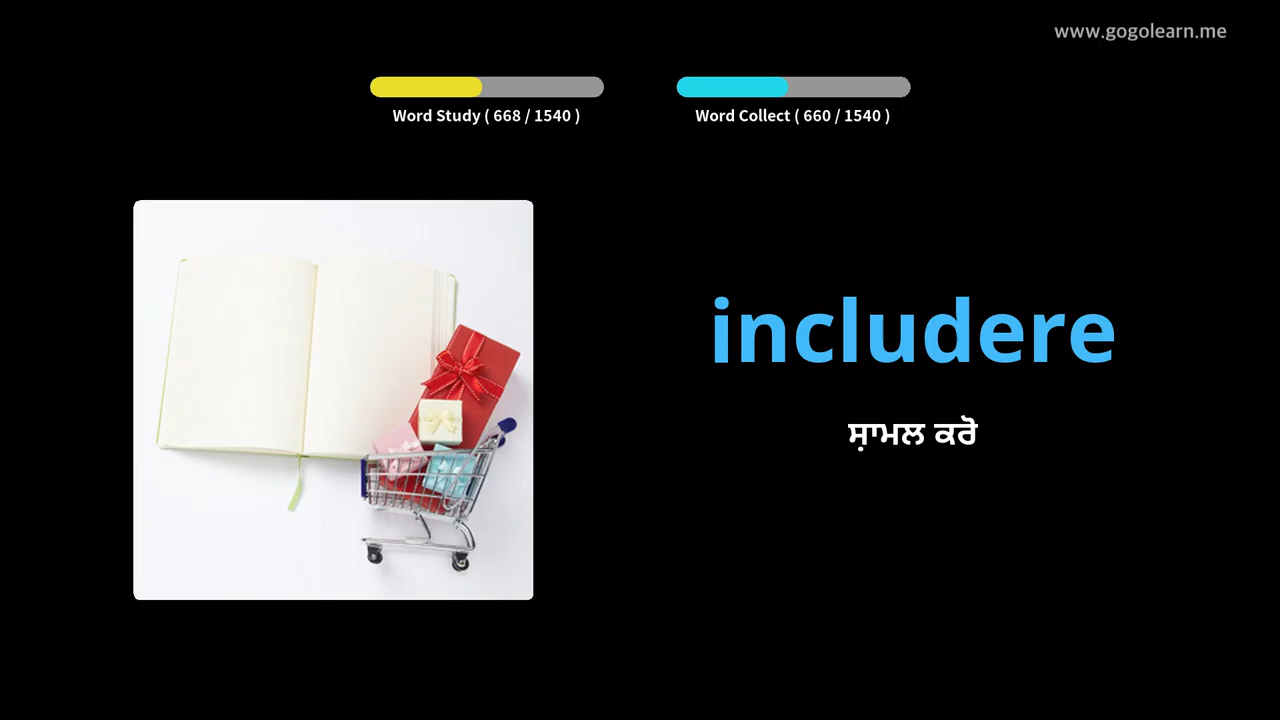 www.gogolearn.me
Word Study ( 668 / 1540 )
Word Collect ( 660 / 1540 )
includere
ਸ਼ਾਮਲ ਕਰੋ